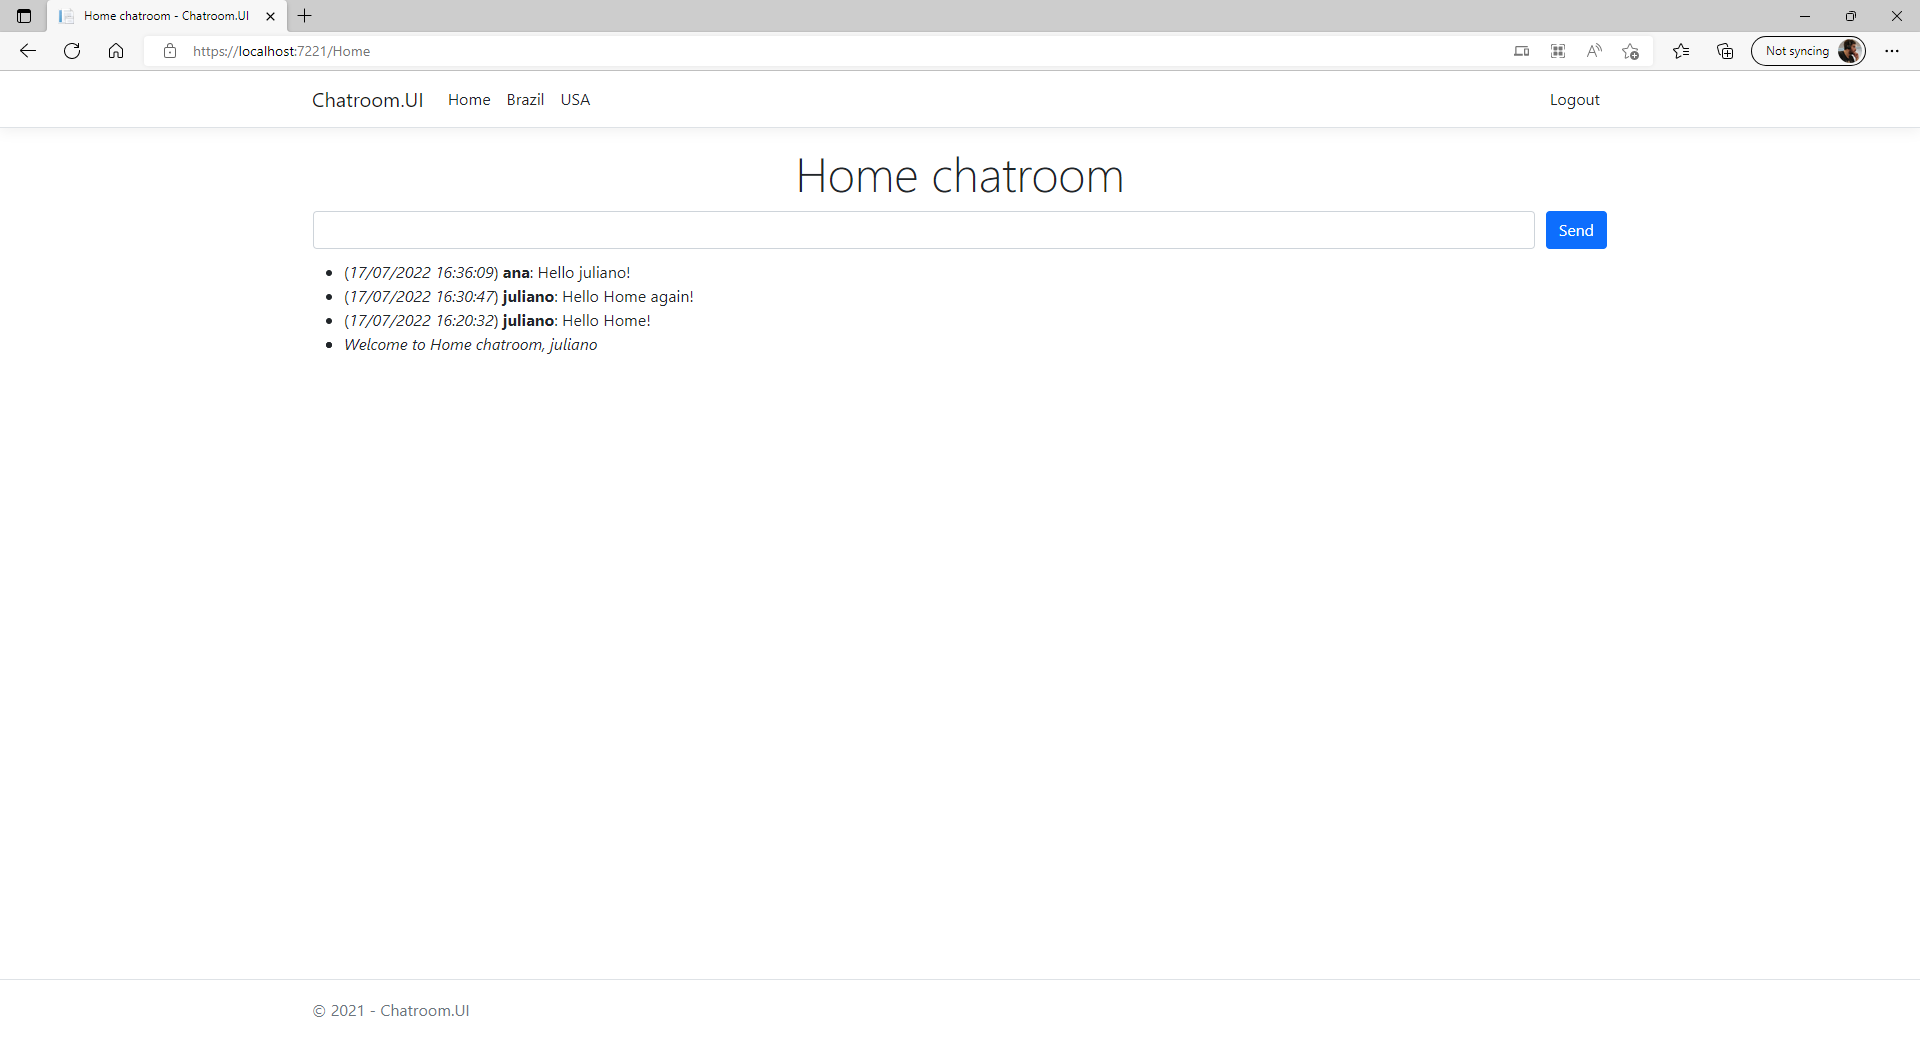 Home chatroom - Chatroom.UI
https://localhost:7221/Home
Not syncing
Chatroom.UI Home Brazil USA Logout
Home chatroom
Send
(17/07/2022 16:36:09) ana: Hello juliano!
(17/07/2022 16:30:47) juliano: Hello Home again!
(17/07/2022 16:20:32) juliano: Hello Home!
Welcome to Home chatroom, juliano
© 2021 - Chatroom.UI